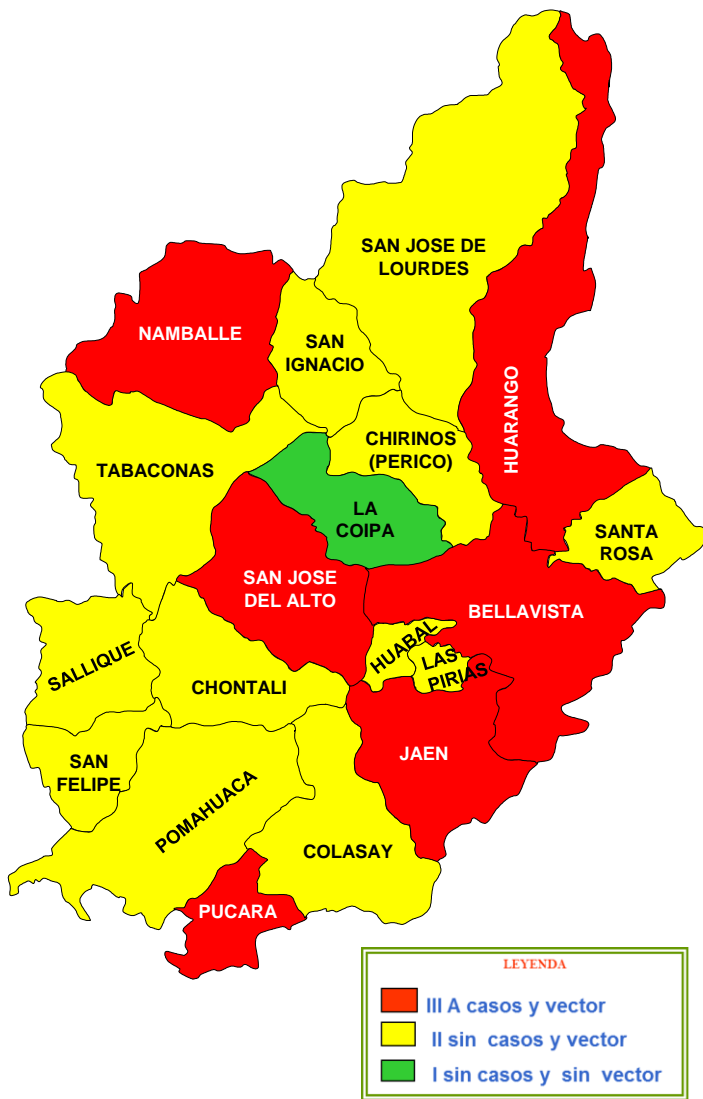 SAN JOSE DE
LOURDES
NAMBALLE
SAN
IGNACIO
HUARANGO
CHIRINOS
(PERICO)
TABACONAS
LA
COIPA
SANTA
ROSA
SAN JOSE
DEL ALTO
BELLAVISTA
HUABAL
SALLIQUE
LAS
PIRIAS
CHONTALI
JAEN
SAN
FELIPE
POMAHUACA
COLASAY
PUCARA
LEYENDA
III A casos y vector
II sin casos y vector
I sin casos y sin vector